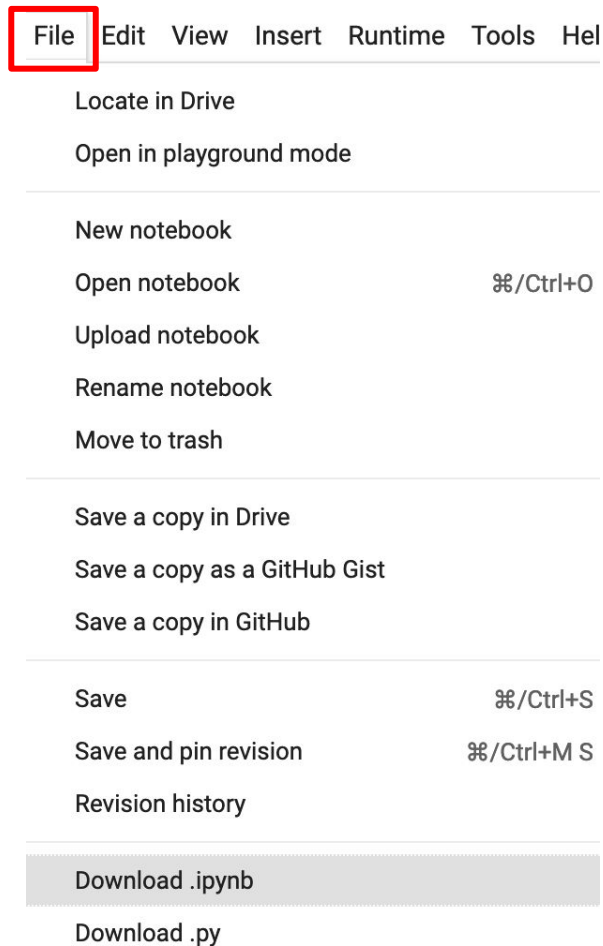 File Edit View Insert Runtime Tools Hel
Locate in Drive
Open in playground mode
New notebook
Open notebook ⌘/Ctrl+O
Upload notebook
Rename notebook
Move to trash
Save a copy in Drive
Save a copy as a GitHub Gist
Save a copy in GitHub
Save ⌘/Ctrl+S
Save and pin revision ⌘/Ctrl+M S
Revision history
Download .ipynb
Download .py